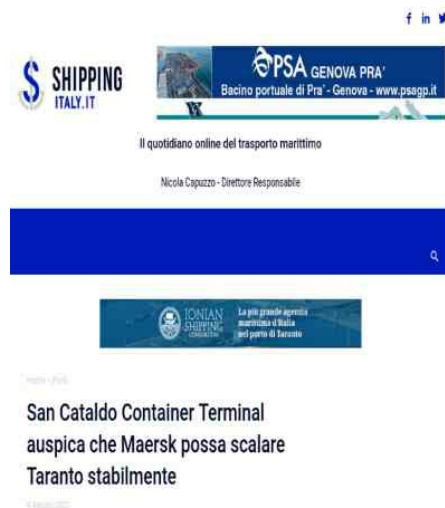 f in
SHIPPING
ITALY.IT
PSA GENOVA PRA'
Bacino portuale di Pra' - Genova - www.psagp.it
Il quotidiano online del trasporto marittimo
Nicola Capuzzo - Direttore Responsabile
IONIAN
SHIPPING
CONSORTIUM
La più grande agenzia
marittima d'Italia
nel porto di Taranto
San Cataldo Container Terminal
auspica che Maersk possa scalare
Taranto stabilmente